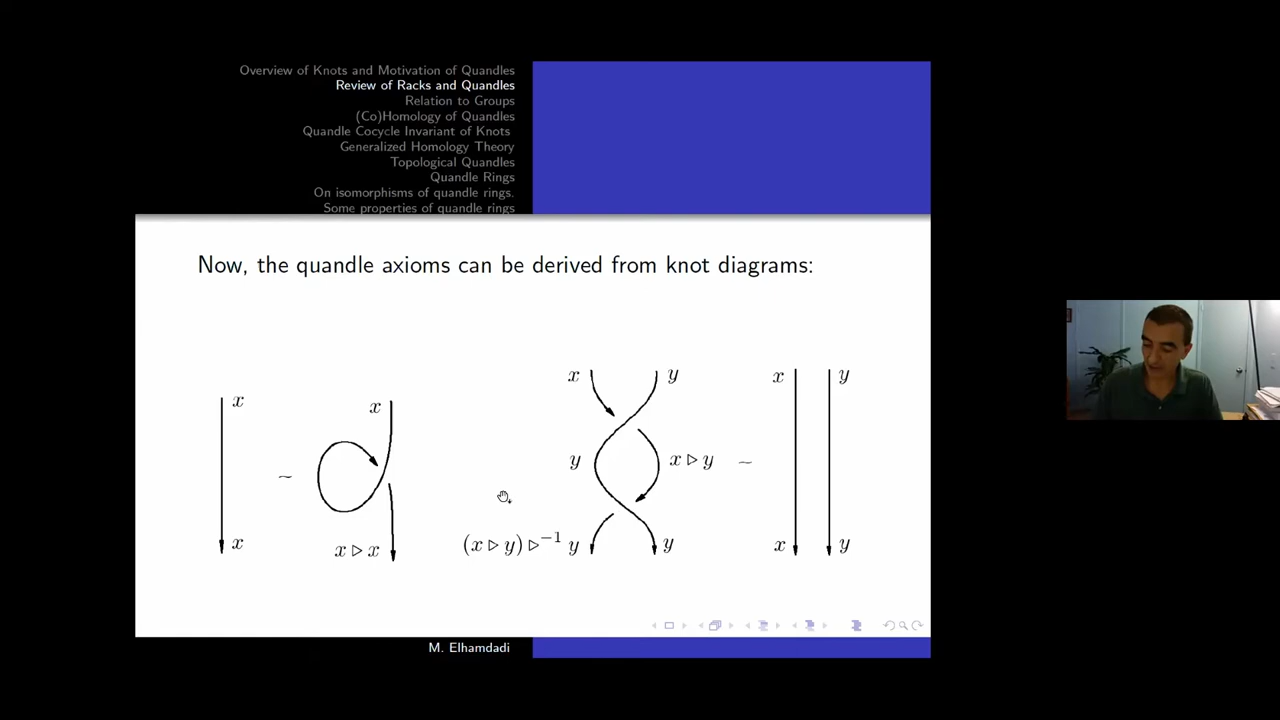 Overview of Knots and Motivation of Quandles
Review of Racks and Quandles
Relation to Groups
(Co)Homology of Quandles
Quandle Cocycle Invariant of Knots
Generalized Homology Theory
Topological Quandles
Quandle Rings
On isomorphisms of quandle rings.
Some properties of quandle rings
Now, the quandle axioms can be derived from knot diagrams:
x y x y
x x
y x ▷ y ∼
∼
x x ▷ x (x ▷ y) ▷⁻¹ y y x y
M. Elhamdadi